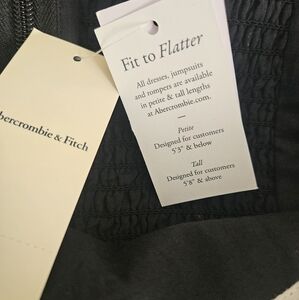 Fit to Flatter
All dresses, jumpsuits
and rompers are available
in petite & tall lengths
at Abercrombie.com.
Petite
Designed for customers
5'3" & below
Tall
Designed for customers
5'8" & above
bercrombie & Fitch